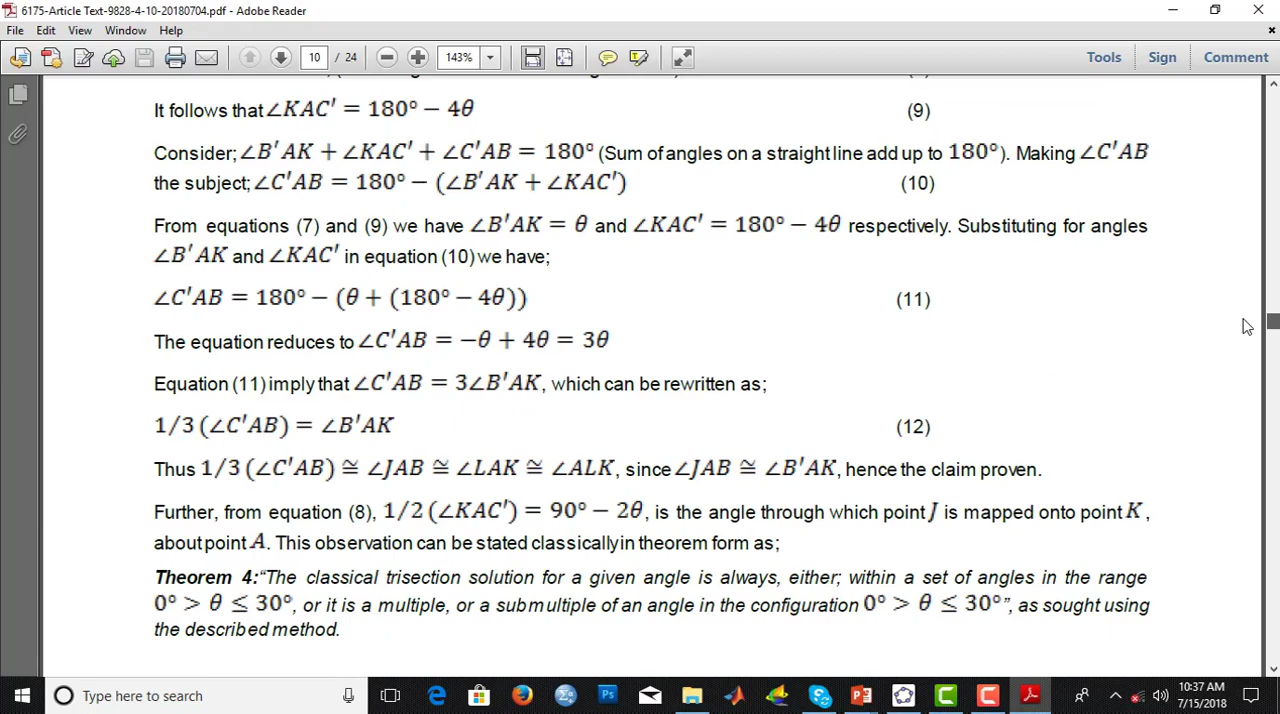 6175-Article Text-9828-4-10-20180704.pdf - Adobe Reader
File Edit View Window Help
10 / 24 143% Tools Sign Comment
It follows that ∠KAC′ = 180° − 4θ (9)
Consider; ∠B′AK + ∠KAC′ + ∠C′AB = 180° (Sum of angles on a straight line add up to 180°). Making ∠C′AB
the subject; ∠C′AB = 180° − (∠B′AK + ∠KAC′) (10)
From equations (7) and (9) we have ∠B′AK = θ and ∠KAC′ = 180° − 4θ respectively. Substituting for angles
∠B′AK and ∠KAC′ in equation (10) we have;
∠C′AB = 180° − (θ + (180° − 4θ)) (11)
The equation reduces to ∠C′AB = −θ + 4θ = 3θ
Equation (11) imply that ∠C′AB = 3∠B′AK, which can be rewritten as;
1/3 (∠C′AB) = ∠B′AK (12)
Thus 1/3 (∠C′AB) ≅ ∠JAB ≅ ∠LAK ≅ ∠ALK, since ∠JAB ≅ ∠B′AK, hence the claim proven.
Further, from equation (8), 1/2 (∠KAC′) = 90° − 2θ, is the angle through which point J is mapped onto point K,
about point A. This observation can be stated classically in theorem form as;
Theorem 4:“The classical trisection solution for a given angle is always, either; within a set of angles in the range
0° > θ ≤ 30°, or it is a multiple, or a submultiple of an angle in the configuration 0° > θ ≤ 30°”, as sought using
the described method.
Type here to search
10:37 AM
7/15/2018